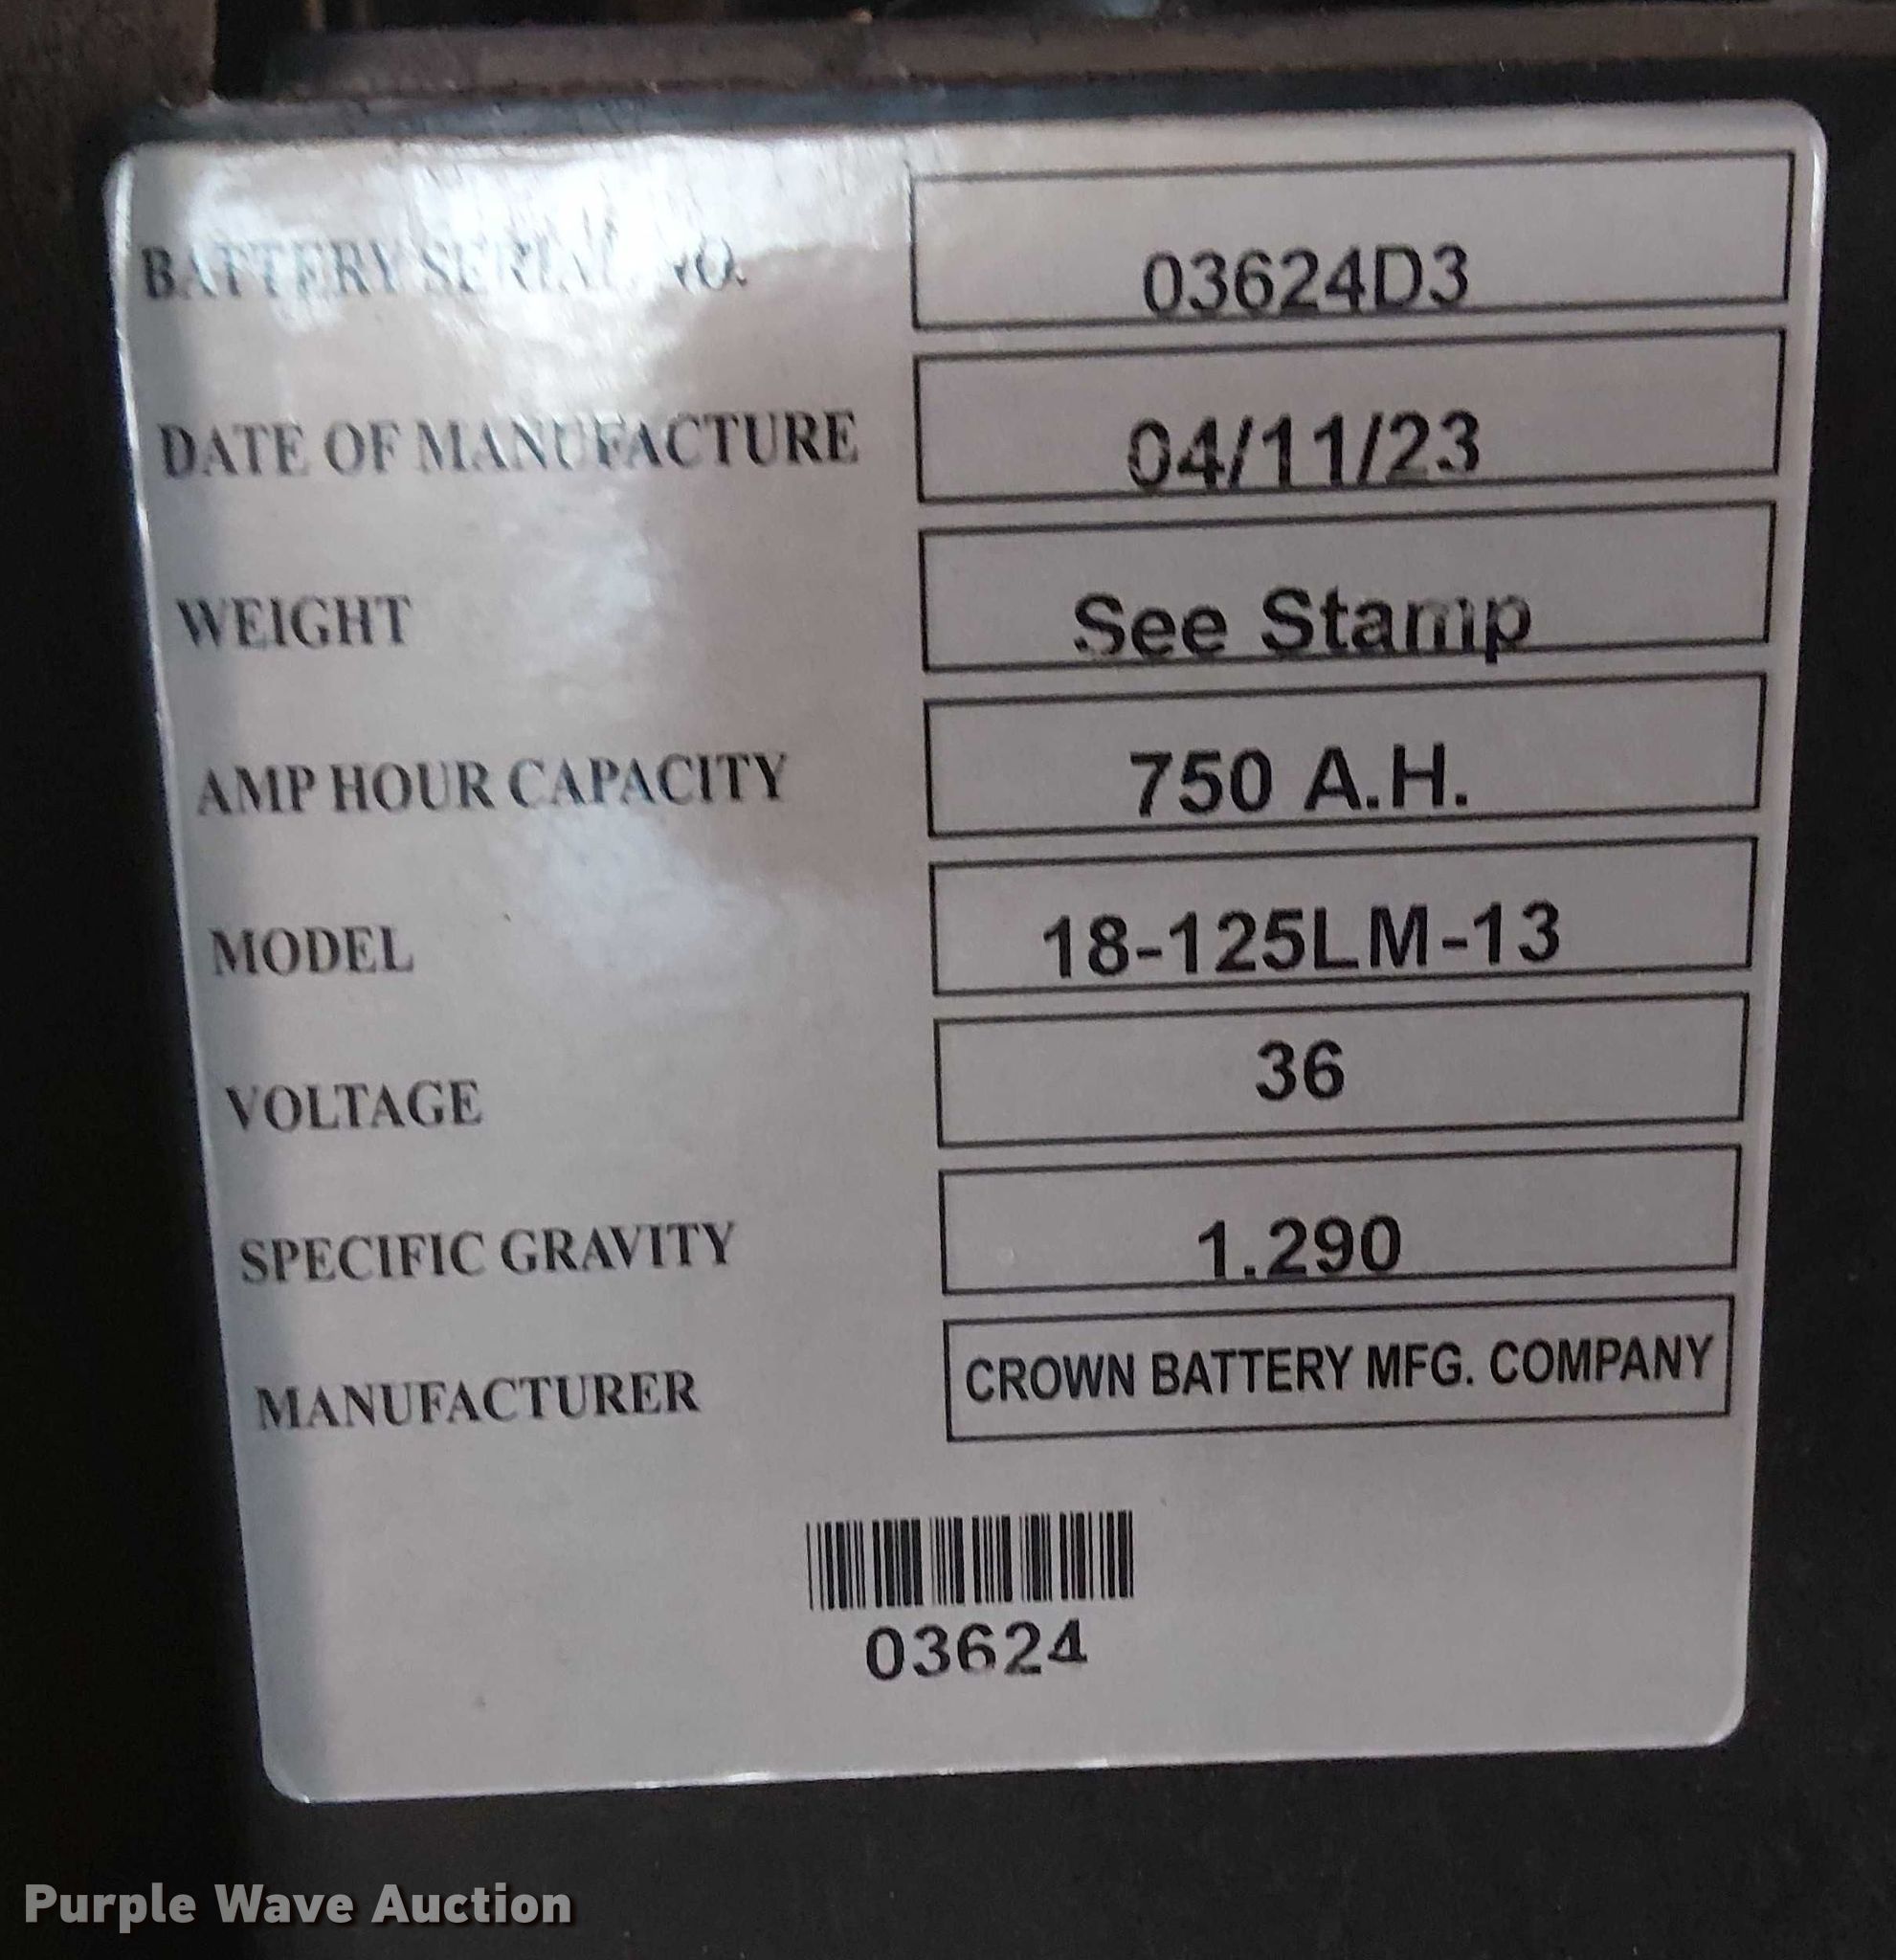 BATTERY SERIAL NO. 03624D3
DATE OF MANUFACTURE 04/11/23
WEIGHT See Stamp
AMP HOUR CAPACITY 750 A.H.
MODEL 18-125LM-13
VOLTAGE 36
SPECIFIC GRAVITY 1.290
MANUFACTURER CROWN BATTERY MFG. COMPANY
03624
Purple Wave Auction